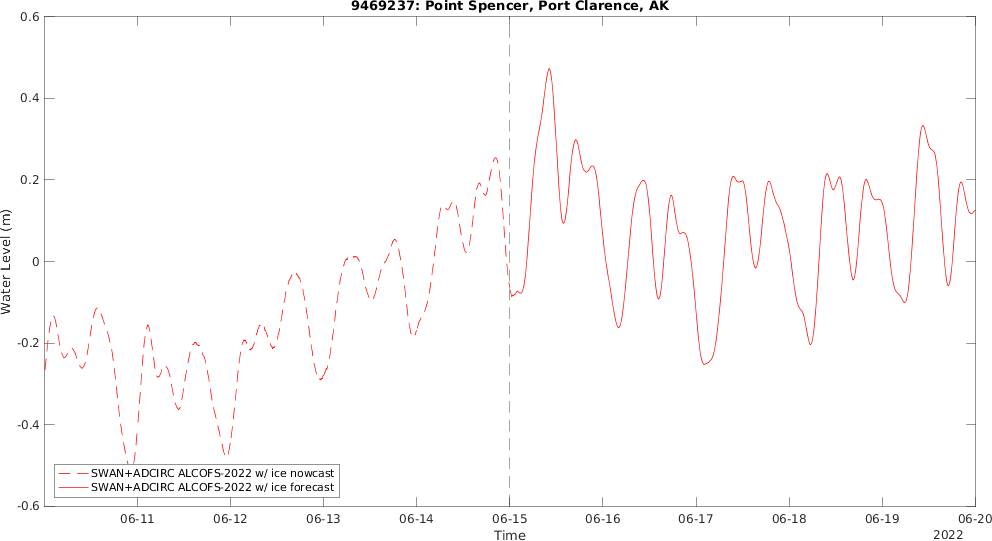 9469237: Point Spencer, Port Clarence, AK
0.6
0.4
0.2
0
-0.2
-0.4
-0.6
Water Level (m)
SWAN+ADCIRC ALCOFS-2022 w/ ice nowcast
SWAN+ADCIRC ALCOFS-2022 w/ ice forecast
06-11 06-12 06-13 06-14 06-15 06-16 06-17 06-18 06-19 06-20
Time
2022